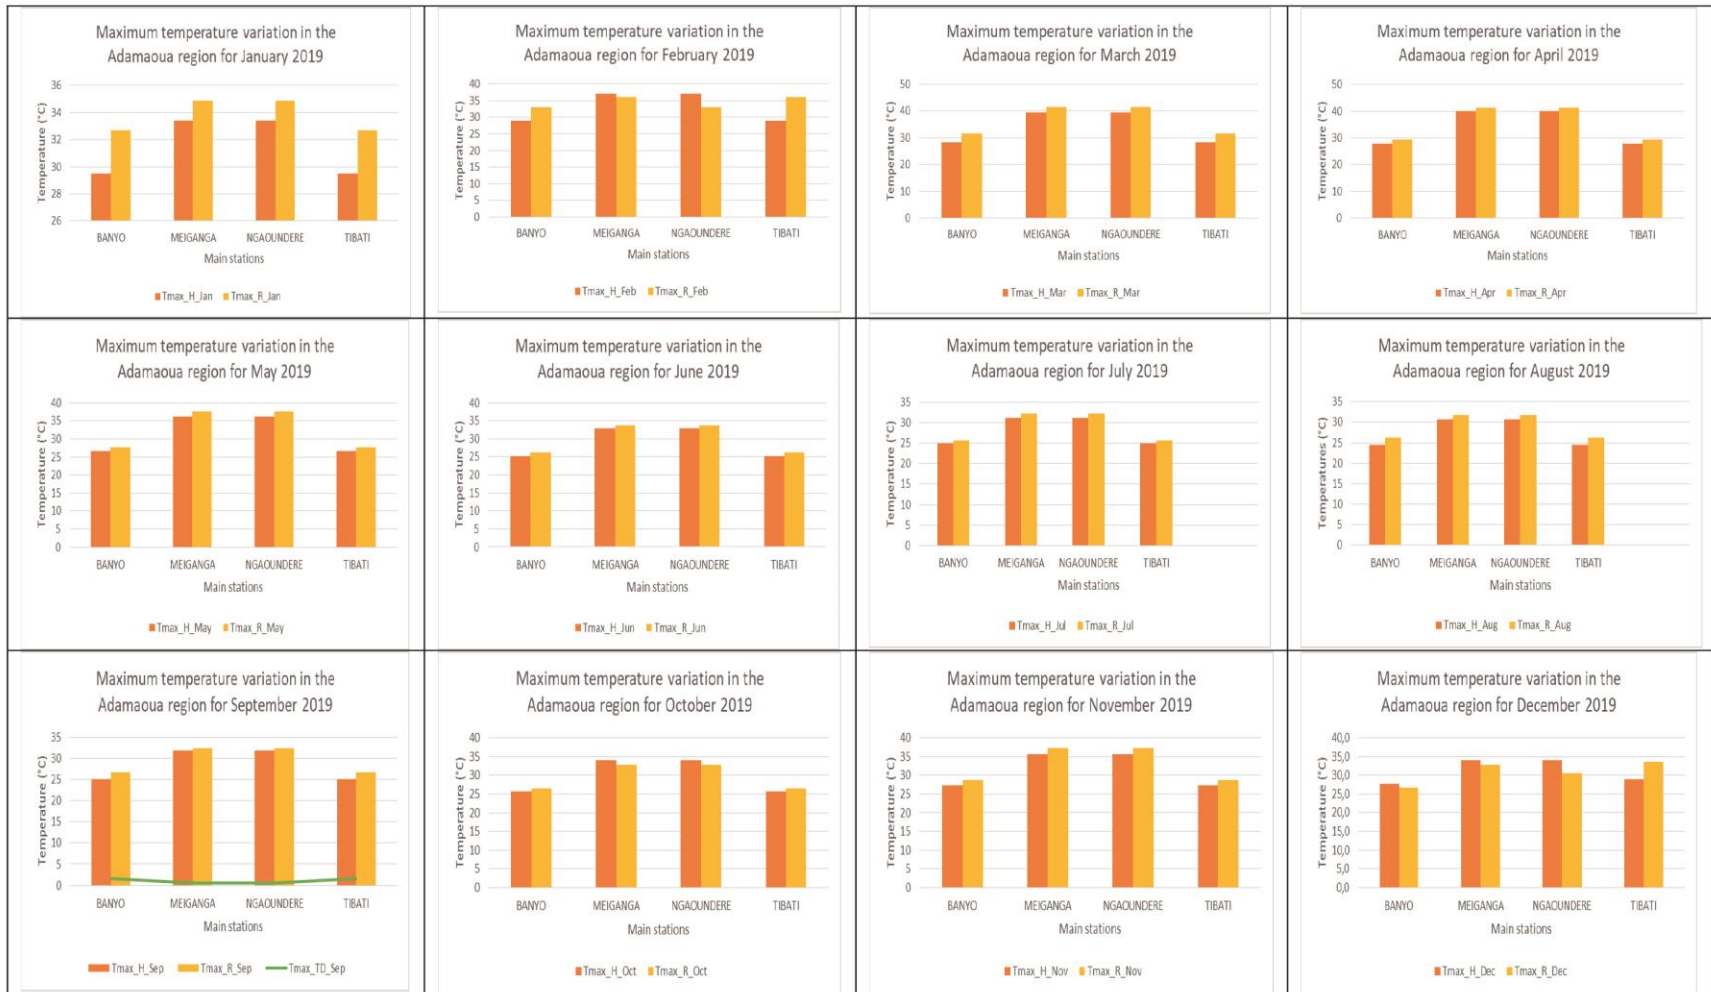 Maximum temperature variation in the
Adamaoua region for January 2019
Temperature (°C)
36
34
32
30
28
26
BANYO MEIGANGA NGAOUNDERE TIBATI
Main stations
Tmax_H_Jan Tmax_R_Jan
Maximum temperature variation in the
Adamaoua region for February 2019
Temperature (°C)
40
35
30
25
20
15
10
5
0
BANYO MEIGANGA NGAOUNDERE TIBATI
Main stations
Tmax_H_Feb Tmax_R_Feb
Maximum temperature variation in the
Adamaoua region for March 2019
Temperature (°C)
50
40
30
20
10
0
BANYO MEIGANGA NGAOUNDERE TIBATI
Main stations
Tmax_H_Mar Tmax_R_Mar
Maximum temperature variation in the
Adamaoua region for April 2019
Temperature (°C)
50
40
30
20
10
0
BANYO MEIGANGA NGAOUNDERE TIBATI
Main stations
Tmax_H_Apr Tmax_R_Apr
Maximum temperature variation in the
Adamaoua region for May 2019
Temperature (°C)
40
35
30
25
20
15
10
5
0
BANYO MEIGANGA NGAOUNDERE TIBATI
Main stations
Tmax_H_May Tmax_R_May
Maximum temperature variation in the
Adamaoua region for June 2019
Temperature (°C)
40
35
30
25
20
15
10
5
0
BANYO MEIGANGA NGAOUNDERE TIBATI
Main stations
Tmax_H_Jun Tmax_R_Jun
Maximum temperature variation in the
Adamaoua region for July 2019
Temperature (°C)
35
30
25
20
15
10
5
0
BANYO MEIGANGA NGAOUNDERE TIBATI
Main stations
Tmax_H_Jul Tmax_R_Jul
Maximum temperature variation in the
Adamaoua region for August 2019
Temperatures (°C)
35
30
25
20
15
10
5
0
BANYO MEIGANGA NGAOUNDERE TIBATI
Main stations
Tmax_H_Aug Tmax_R_Aug
Maximum temperature variation in the
Adamaoua region for September 2019
Temperature (°C)
35
30
25
20
15
10
5
0
BANYO MEIGANGA NGAOUNDERE TIBATI
Main stations
Tmax_H_Sep Tmax_R_Sep Tmax_TD_Sep
Maximum temperature variation in the
Adamaoua region for October 2019
Temperature (°C)
40
35
30
25
20
15
10
5
0
BANYO MEIGANGA NGAOUNDERE TIBATI
Main stations
Tmax_H_Oct Tmax_R_Oct
Maximum temperature variation in the
Adamaoua region for November 2019
Temperature (°C)
40
35
30
25
20
15
10
5
0
BANYO MEIGANGA NGAOUNDERE TIBATI
Main stations
Tmax_H_Nov Tmax_R_Nov
Maximum temperature variation in the
Adamaoua region for December 2019
Temperature (°C)
40,0
35,0
30,0
25,0
20,0
15,0
10,0
5,0
0,0
BANYO MEIGANGA NGAOUNDERE TIBATI
Main stations
Tmax_H_Dec Tmax_R_Dec